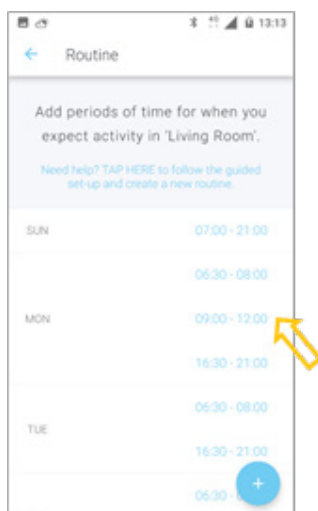 13:13
Routine
Add periods of time for when you
expect activity in 'Living Room'.
Need help? TAP HERE to follow the guided
set-up and create a new routine.
SUN 07:00 - 21:00
06:30 - 08:00
MON 09:00 - 12:00
16:30 - 21:00
06:30 - 08:00
TUE
16:30 - 21:00
+
06:30 -